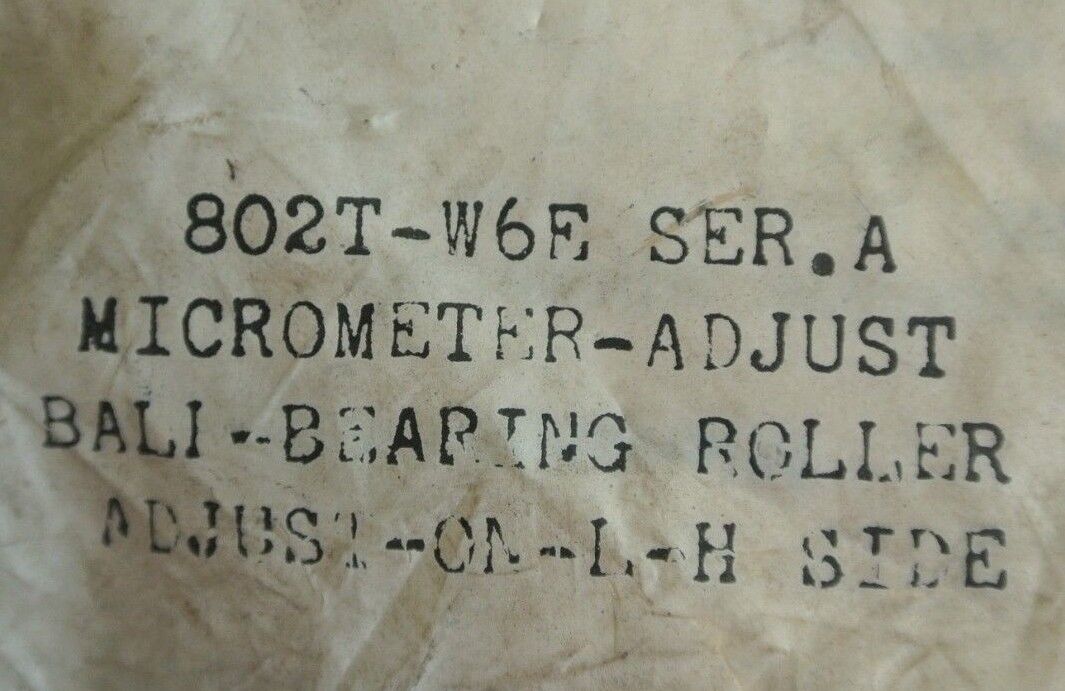 802T-W6E SER.A
MICROMETER-ADJUST
BALL-BEARING ROLLER
ADJUST-ON-L-H SIDE